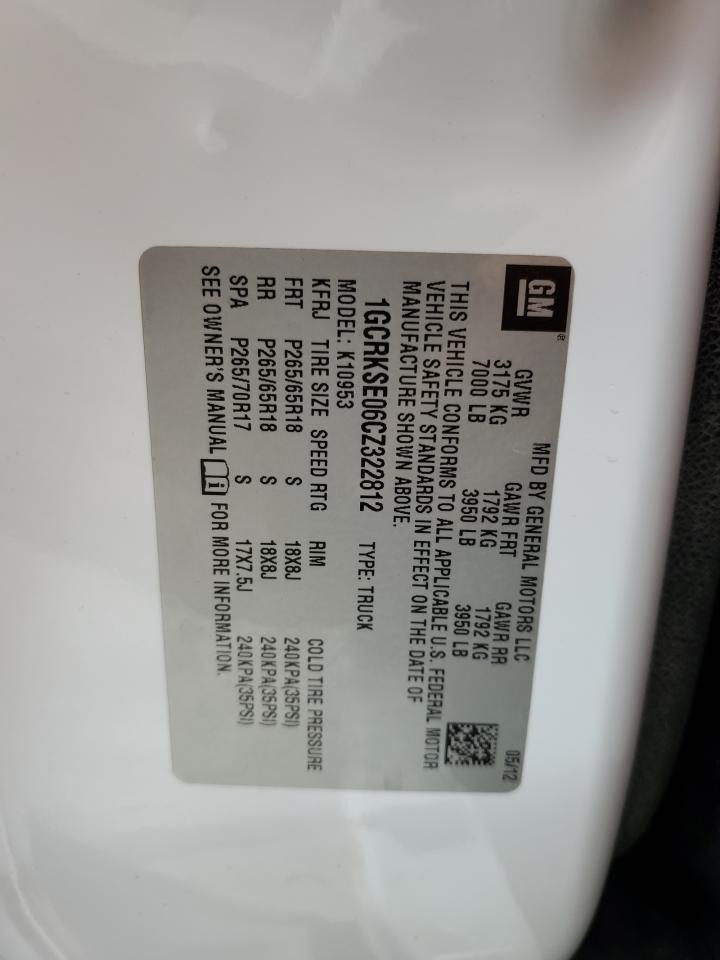 GM®
MFD BY GENERAL MOTORS LLC 05/12
GVWR GAWR FRT GAWR RR
3175 KG 1792 KG 1792 KG
7000 LB 3950 LB 3950 LB
THIS VEHICLE CONFORMS TO ALL APPLICABLE U.S. FEDERAL MOTOR
VEHICLE SAFETY STANDARDS IN EFFECT ON THE DATE OF
MANUFACTURE SHOWN ABOVE.
1GCRKSE06CZ322812 TYPE: TRUCK
MODEL: K10953
KFRJ TIRE SIZE SPEED RTG RIM COLD TIRE PRESSURE
FRT P265/65R18 S 18X8J 240KPA(35PSI)
RR P265/65R18 S 18X8J 240KPA(35PSI)
SPA P265/70R17 S 17X7.5J 240KPA(35PSI)
SEE OWNER'S MANUAL i FOR MORE INFORMATION.